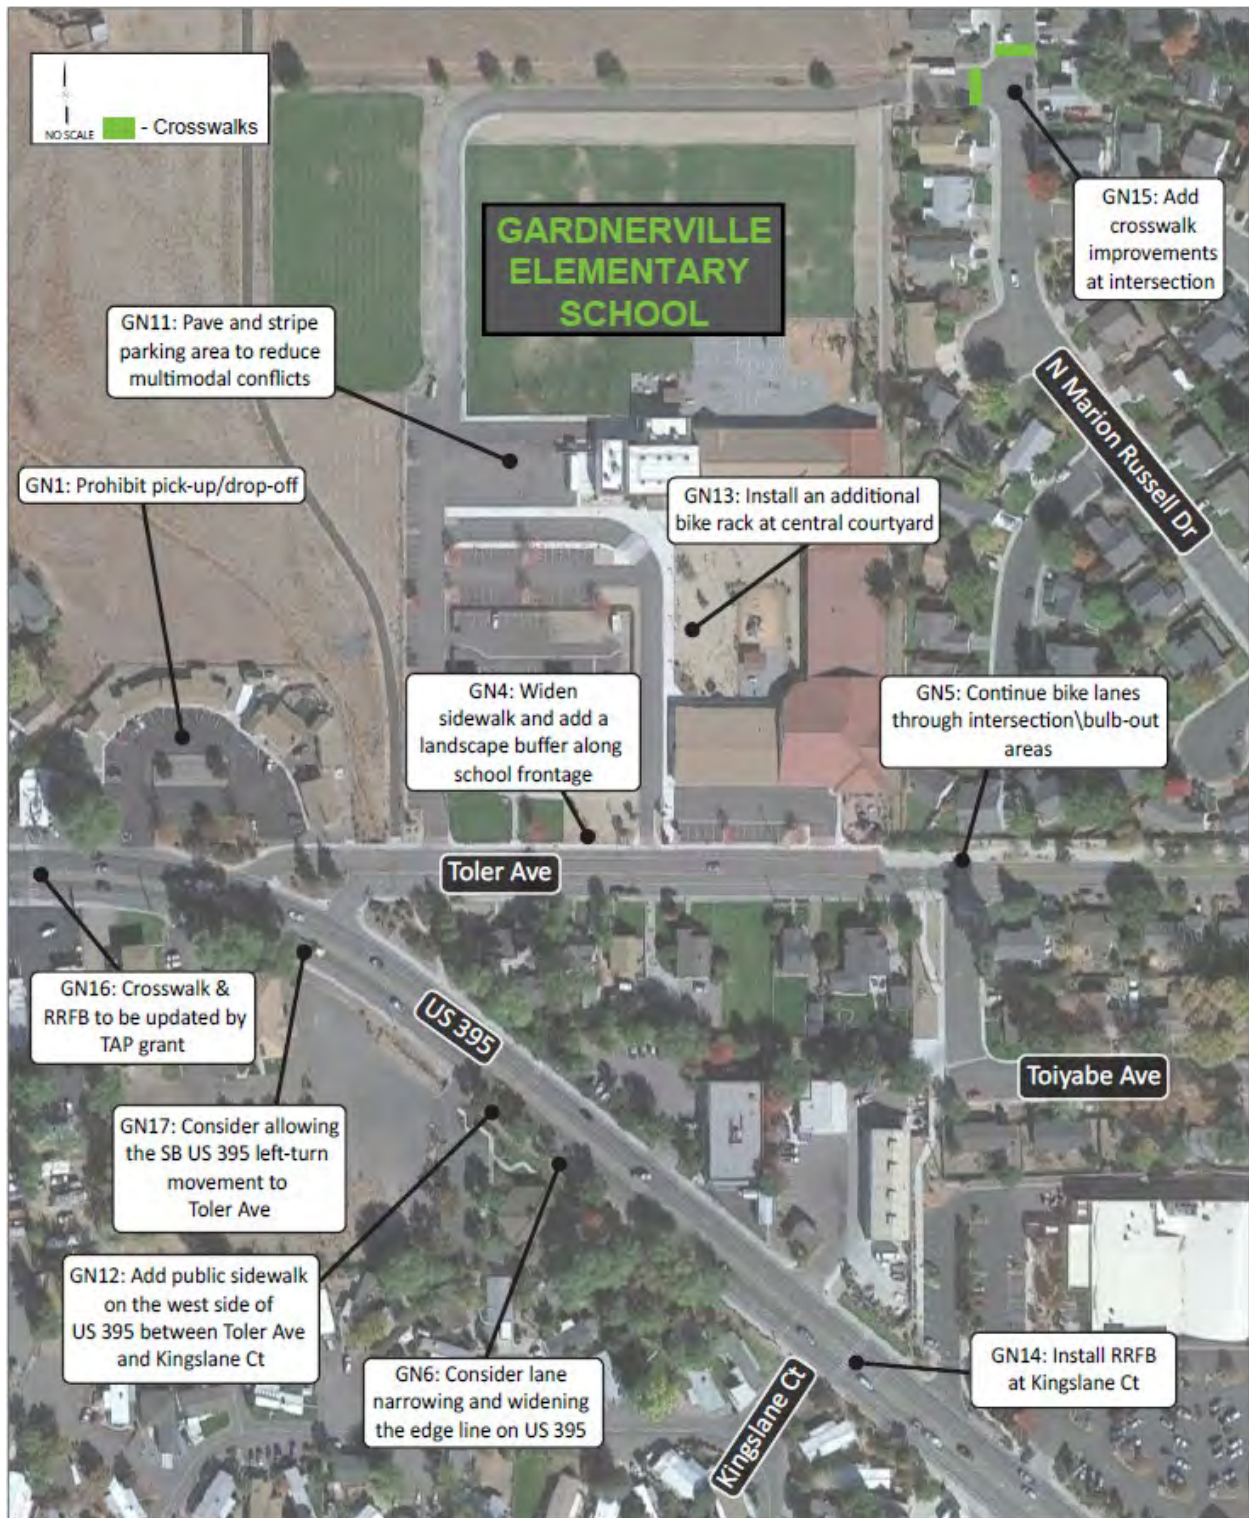 NO SCALE
- Crosswalks
GARDNERVILLE
ELEMENTARY
SCHOOL
GN15: Add
crosswalk
improvements
at intersection
GN11: Pave and stripe
parking area to reduce
multimodal conflicts
N Marion Russell Dr
GN1: Prohibit pick-up/drop-off
GN13: Install an additional
bike rack at central courtyard
GN4: Widen
sidewalk and add a
landscape buffer along
school frontage
GN5: Continue bike lanes
through intersection\bulb-out
areas
Toler Ave
GN16: Crosswalk &
RRFB to be updated by
TAP grant
US 395
Toiyabe Ave
GN17: Consider allowing
the SB US 395 left-turn
movement to
Toler Ave
GN12: Add public sidewalk
on the west side of
US 395 between Toler Ave
and Kingslane Ct
GN6: Consider lane
narrowing and widening
the edge line on US 395
GN14: Install RRFB
at Kingslane Ct
Kingslane Ct